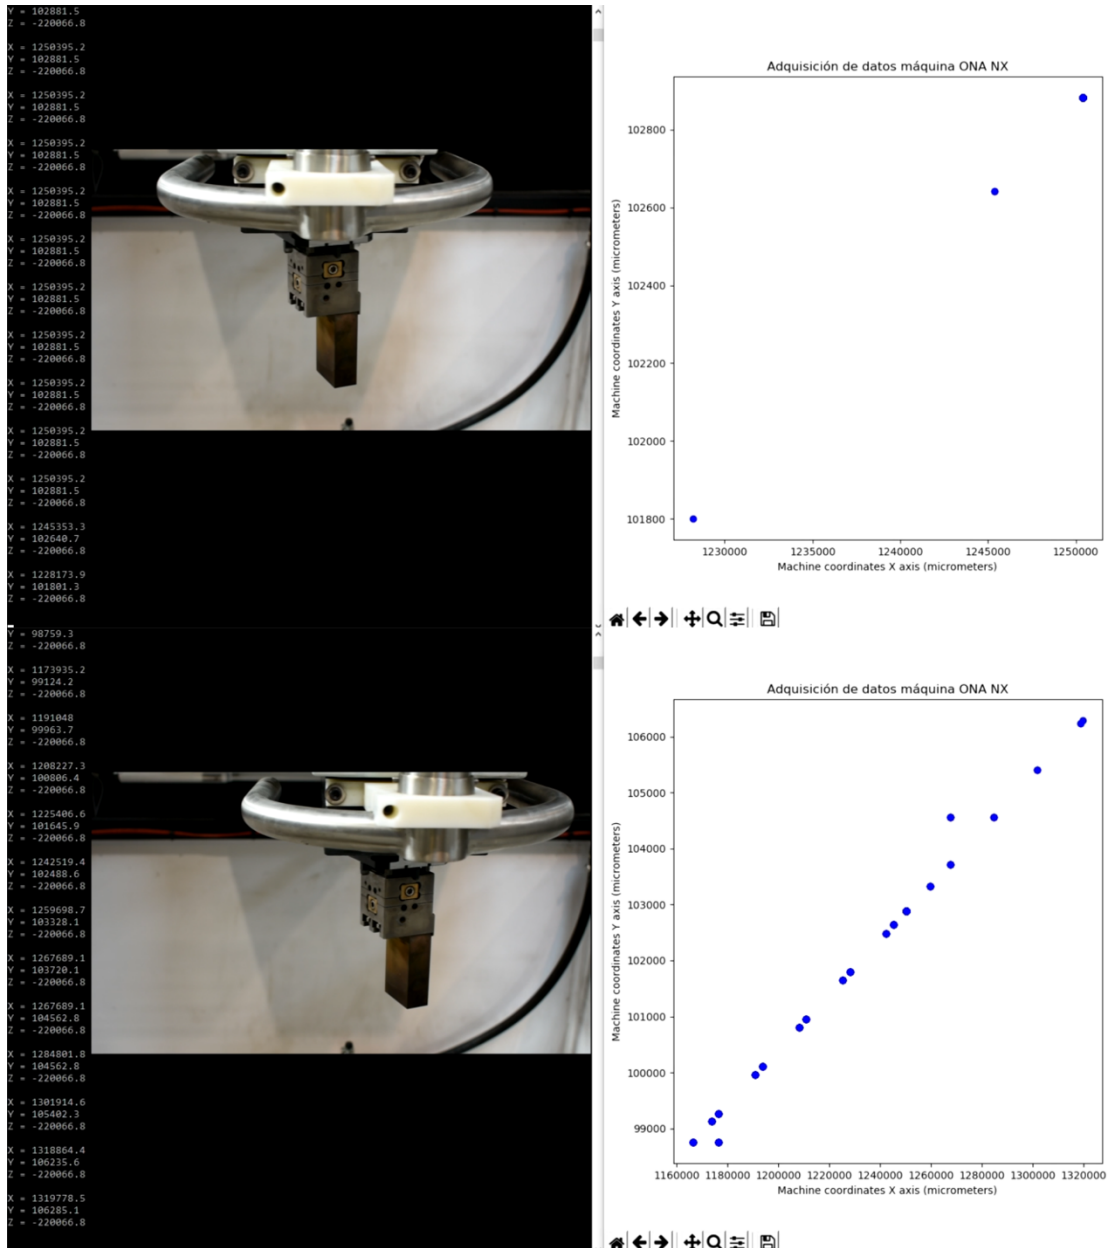 Y = 102881.5
Z = -220066.8
X = 1250395.2
Y = 102881.5
Z = -220066.8
X = 1250395.2
Y = 102881.5
Z = -220066.8
X = 1250395.2
Y = 102881.5
Z = -220066.8
X = 1250395.2
Y = 102881.5
Z = -220066.8
X = 1250395.2
Y = 102881.5
Z = -220066.8
X = 1250395.2
Y = 102881.5
Z = -220066.8
X = 1250395.2
Y = 102881.5
Z = -220066.8
X = 1250395.2
Y = 102881.5
Z = -220066.8
X = 1250395.2
Y = 102881.5
Z = -220066.8
X = 1250395.2
Y = 102881.5
Z = -220066.8
X = 1245353.3
Y = 102640.7
Z = -220066.8
X = 1228173.9
Y = 101801.3
Z = -220066.8
Adquisición de datos máquina ONA NX
Machine coordinates Y axis (micrometers)
102800
102600
102400
102200
102000
101800
1230000 1235000 1240000 1245000 1250000
Machine coordinates X axis (micrometers)
Y = 98759.3
Z = -220066.8
X = 1173935.2
Y = 99124.2
Z = -220066.8
X = 1191048
Y = 99963.7
Z = -220066.8
X = 1208227.3
Y = 100806.4
Z = -220066.8
X = 1225406.6
Y = 101645.9
Z = -220066.8
X = 1242519.4
Y = 102488.6
Z = -220066.8
X = 1259698.7
Y = 103328.1
Z = -220066.8
X = 1267689.1
Y = 103720.1
Z = -220066.8
X = 1267689.1
Y = 104562.8
Z = -220066.8
X = 1284801.8
Y = 104562.8
Z = -220066.8
X = 1301914.6
Y = 105402.3
Z = -220066.8
X = 1318864.4
Y = 106235.6
Z = -220066.8
X = 1319778.5
Y = 106285.1
Z = -220066.8
Adquisición de datos máquina ONA NX
Machine coordinates Y axis (micrometers)
106000
105000
104000
103000
102000
101000
100000
99000
1160000 1180000 1200000 1220000 1240000 1260000 1280000 1300000 1320000
Machine coordinates X axis (micrometers)